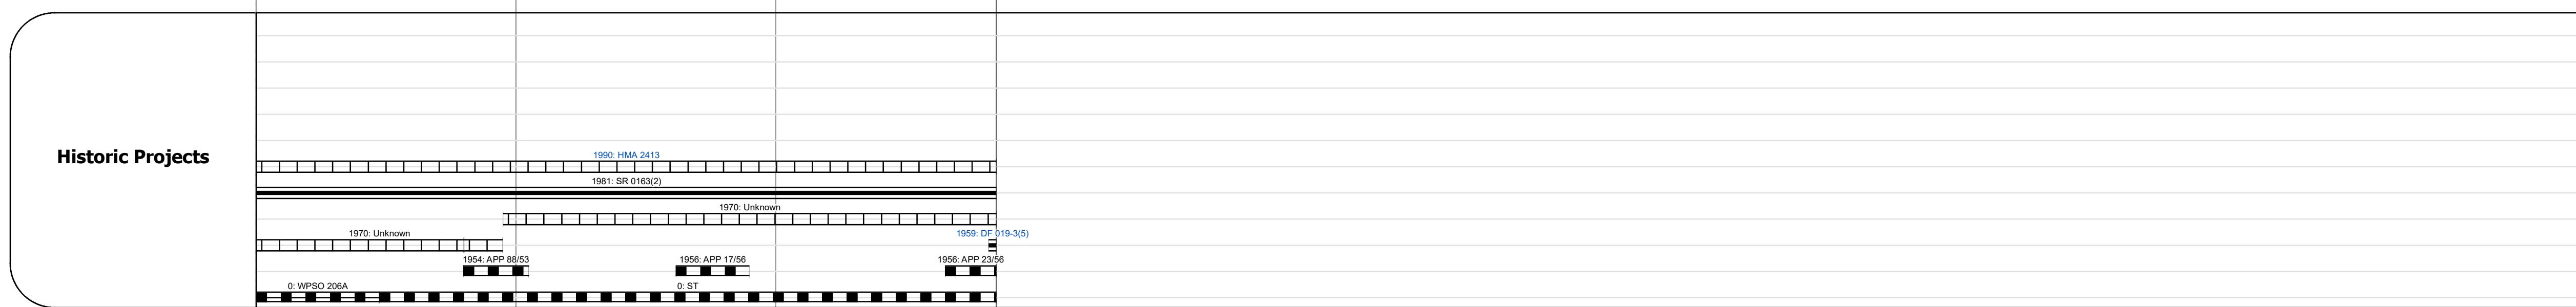 Historic Projects
1990: HMA 2413
1981: SR 0163(2)
1970: Unknown
1970: Unknown
1959: DF 019-3(5)
1954: APP 88/53
1956: APP 17/56
1956: APP 23/56
0: WPSO 206A
0: ST